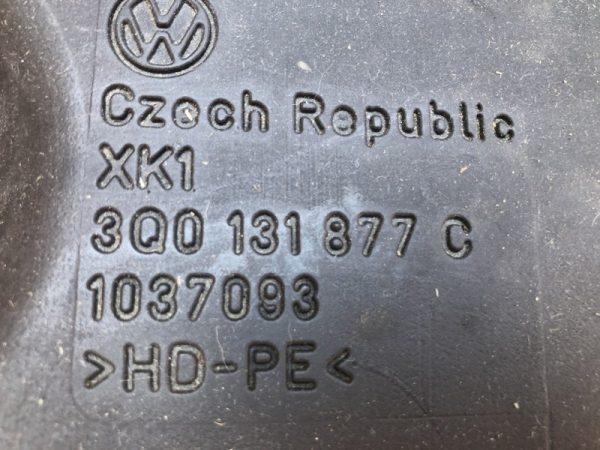 VW
Czech Republic
XK1
3Q0 131 877 C
1037093
>HD-PE<